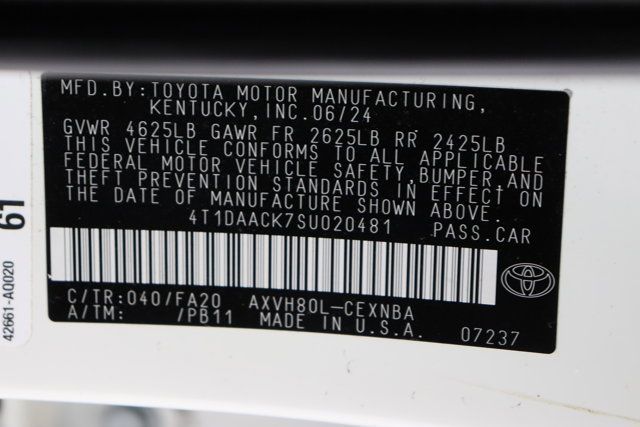 MFD.BY:TOYOTA MOTOR MANUFACTURING,
KENTUCKY,INC.06/24
GVWR 4625LB GAWR FR 2625LB RR 2425LB
THIS VEHICLE CONFORMS TO ALL APPLICABLE
FEDERAL MOTOR VEHICLE SAFETY, BUMPER,AND
THEFT PREVENTION STANDARDS IN EFFECT ON
THE DATE OF MANUFACTURE SHOWN ABOVE.
4T1DAACK7SU020481 PASS.CAR
C/TR:040/FA20 AXVH80L-CEXNBA
A/TM: /PB11 MADE IN U.S.A. 07237
42661-AQ020
61